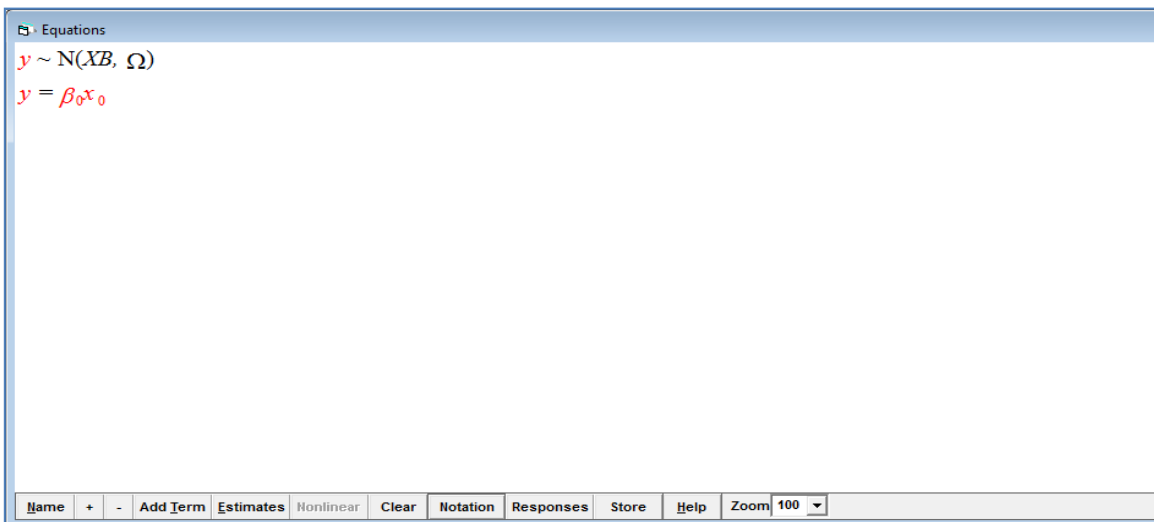 Equations
y ~ N(XB, Ω)
y = β₀x₀
Name + - Add Term Estimates Nonlinear Clear Notation Responses Store Help Zoom 100